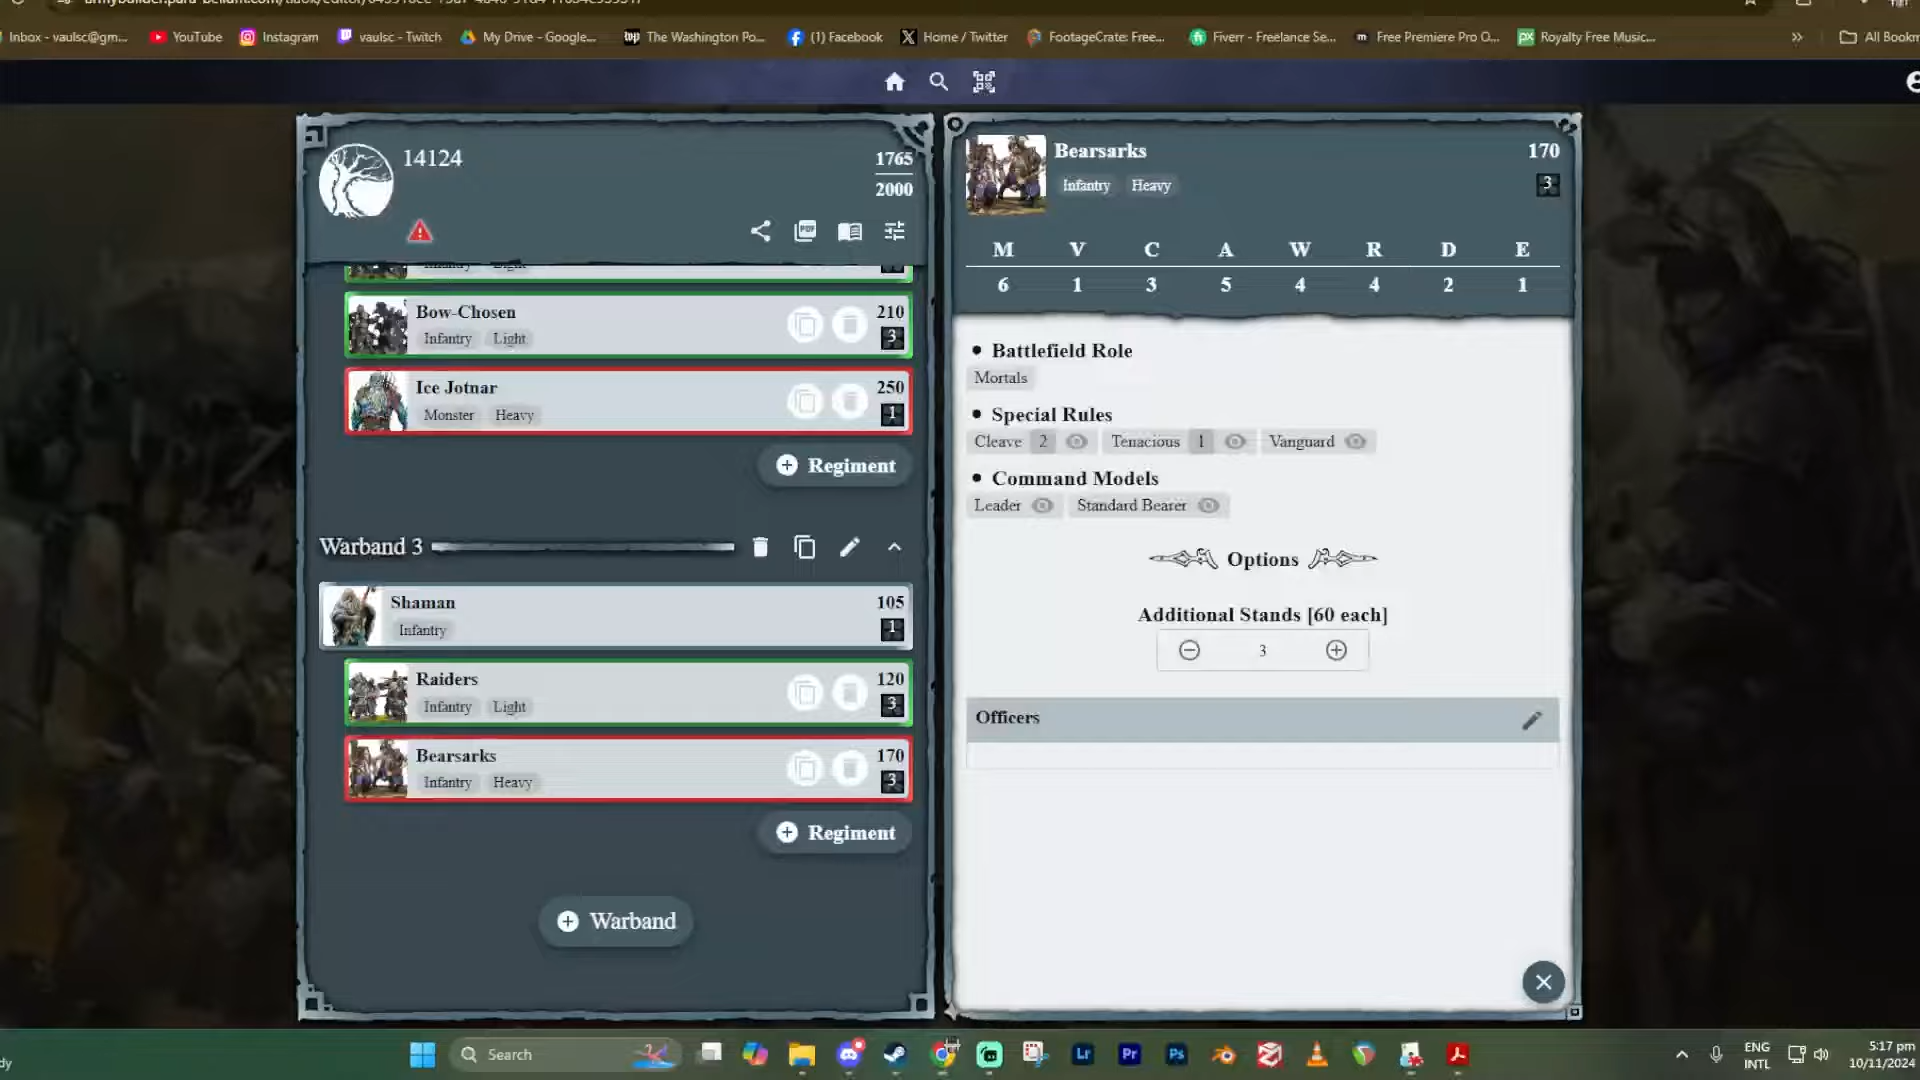 Inbox - vaulsc@gm...
YouTube
Instagram
vaulsc - Twitch
My Drive - Google...
The Washington Po...
(1) Facebook
Home / Twitter
FootageCrate: Free...
Fiverr - Freelance Se...
Free Premiere Pro O...
Royalty Free Music...
All Bookm
14124
1765
2000
PDF
Bow-Chosen
210
Infantry
Light
3
Ice Jotnar
250
Monster
Heavy
1
Regiment
Warband 3
Shaman
105
Infantry
1
Raiders
120
Infantry
Light
3
Bearsarks
170
Infantry
Heavy
3
Regiment
Warband
Bearsarks
170
Infantry
Heavy
3
M V C A W R D E
6 1 3 5 4 4 2 1
Battlefield Role
Mortals
Special Rules
Cleave 2 Tenacious 1 Vanguard
Command Models
Leader Standard Bearer
Options
Additional Stands [60 each]
3
Officers
Search
Lr
Pr
Ps
ENG
INTL
5:17 pm
10/11/2024